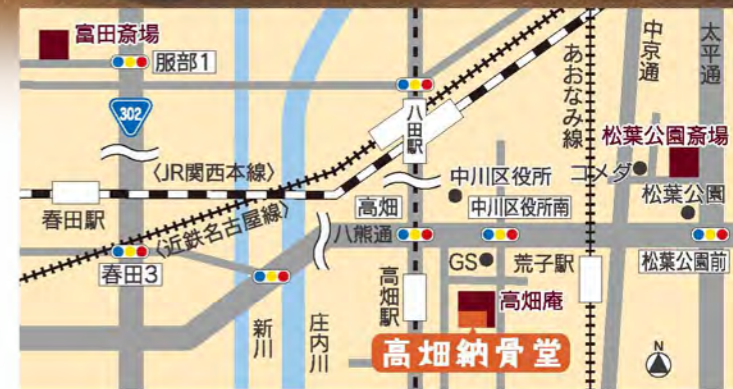 富田斎場
服部1
302
〈JR関西本線〉
春田駅
〈近鉄名古屋線〉
春田3
新川
庄内川
八田駅
高畑
八熊通
高畑駅
中川区役所
中川区役所南
GS
高畑庵
高畑納骨堂
あおなみ線
荒子駅
中京通
太平通
松葉公園斎場
コメダ
松葉公園
松葉公園前
N